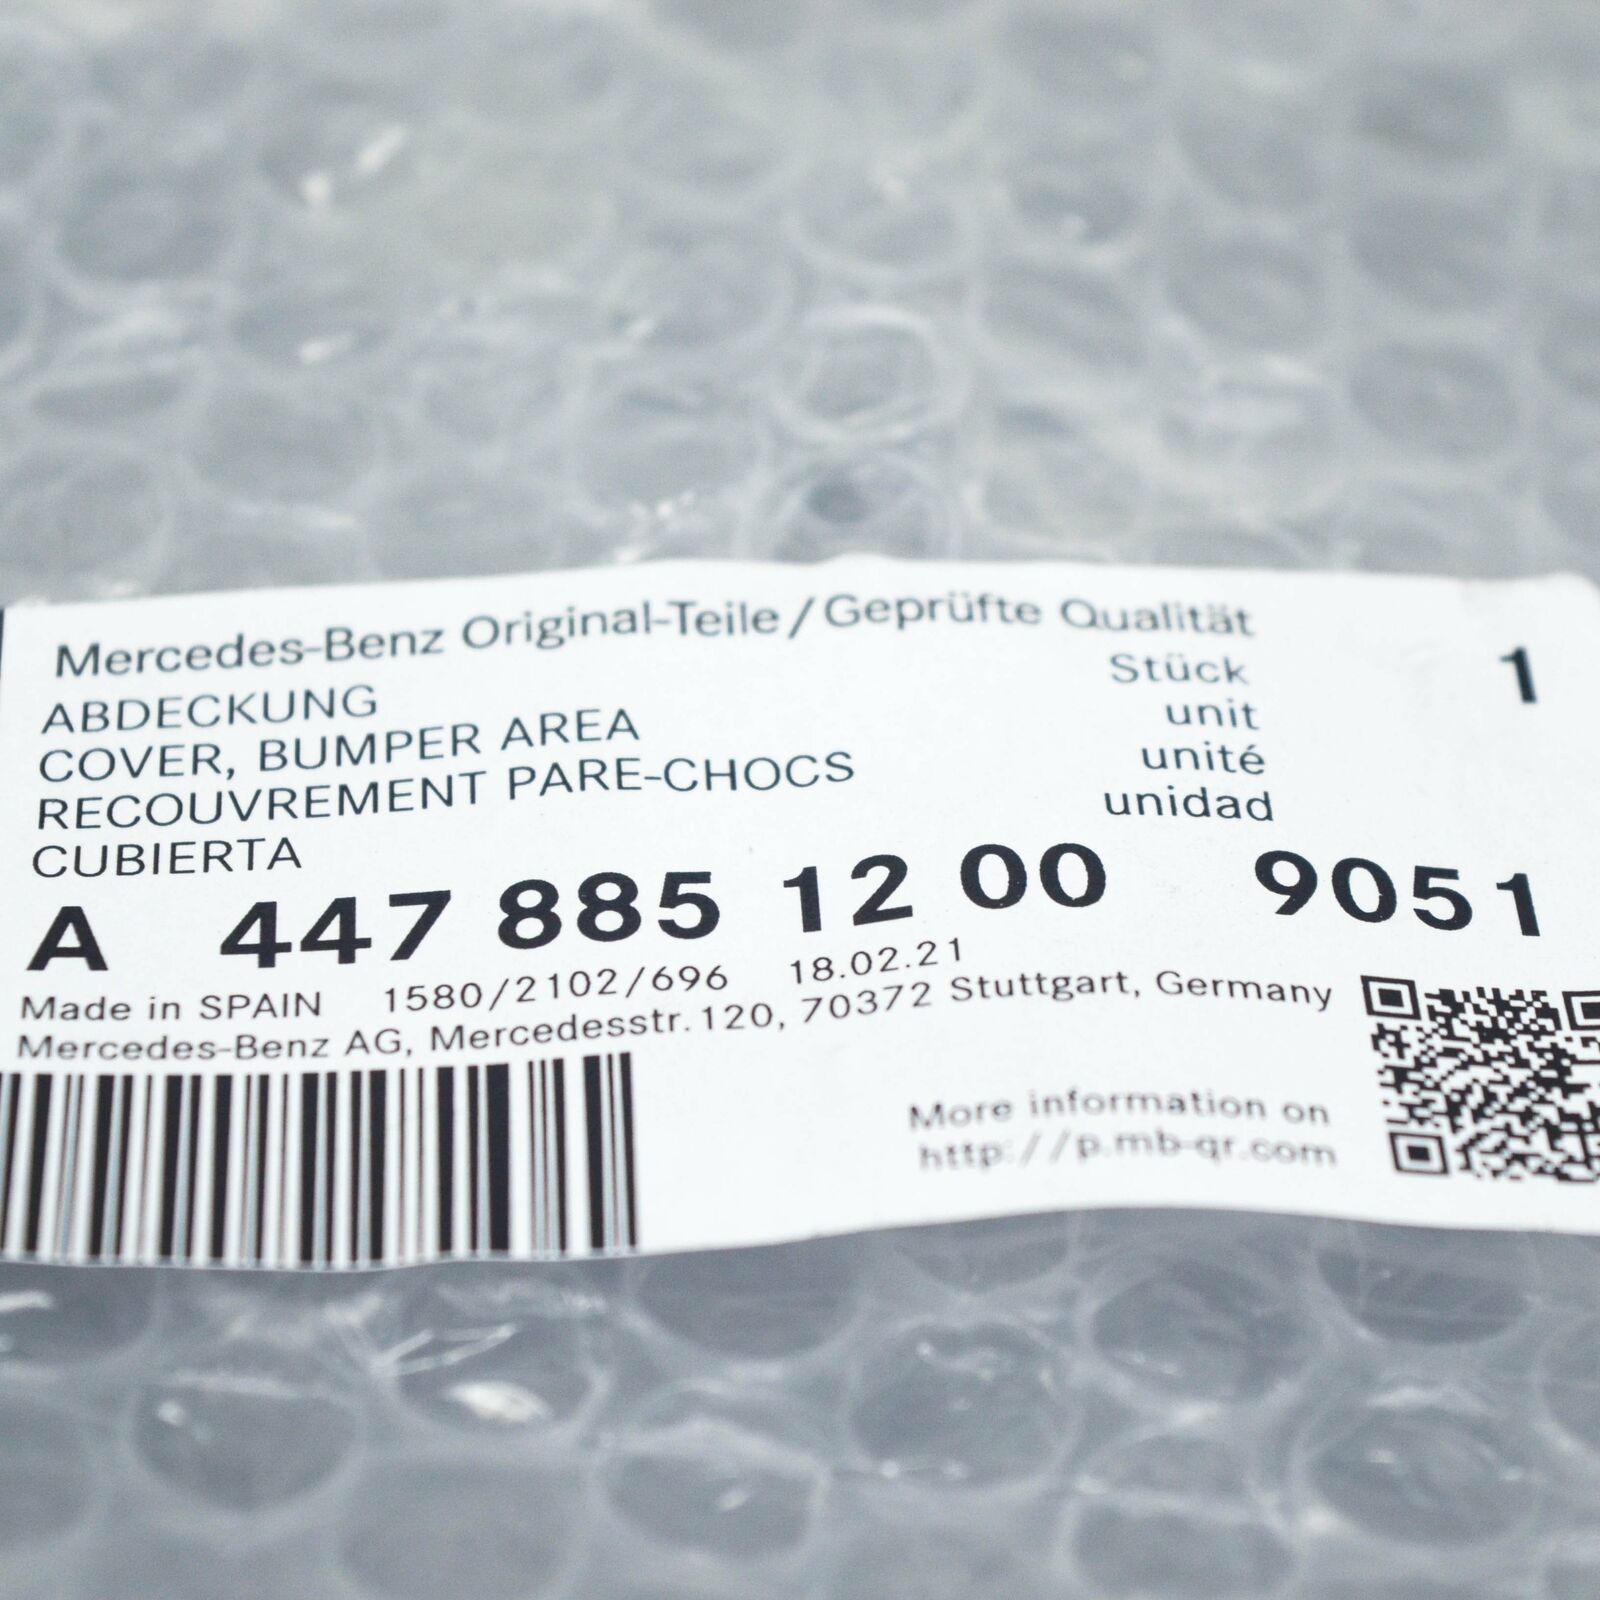 Mercedes-Benz Original-Teile / Geprüfte Qualität
ABDECKUNG Stück 1
COVER, BUMPER AREA unit
RECOUVREMENT PARE-CHOCS unité
CUBIERTA unidad
A 447 885 12 00 9051
Made in SPAIN 1580/2102/696 18.02.21
Mercedes-Benz AG, Mercedesstr. 120, 70372 Stuttgart, Germany
More information on
http://p.mb-qr.com